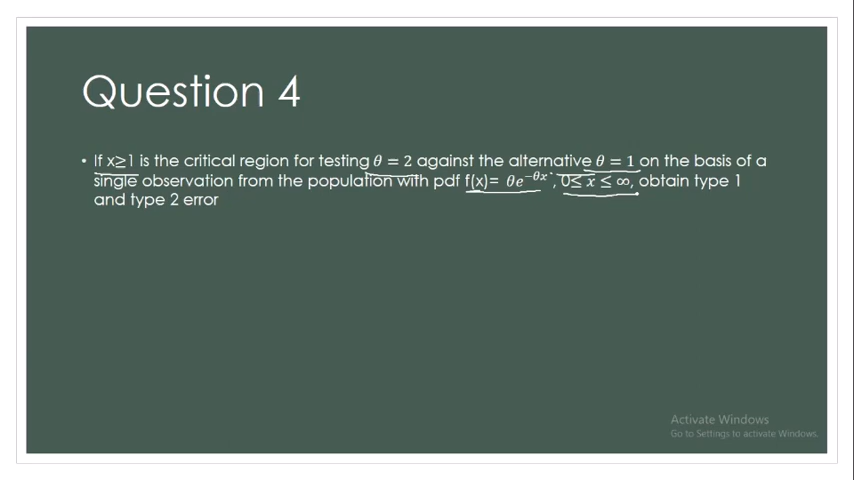 Question 4
• If x≥1 is the critical region for testing 𝜃 = 2 against the alternative 𝜃 = 1 on the basis of a
single observation from the population with pdf f(x)= 𝜃𝑒^{−𝜃𝑥}, 0≤ 𝑥 ≤ ∞, obtain type 1
and type 2 error
Activate Windows
Go to Settings to activate Windows.